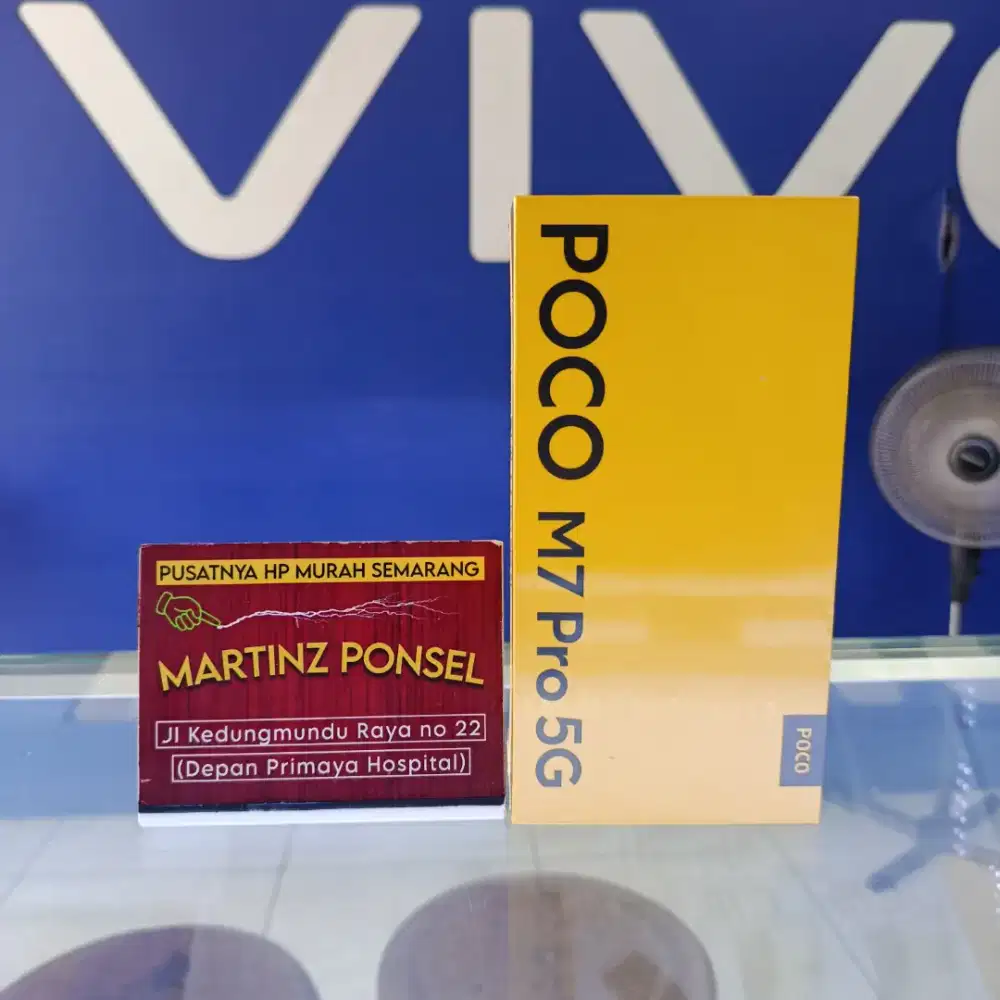 VIVO
POCO M7 Pro 5G
POCO
PUSATNYA HP MURAH SEMARANG
MARTINZ PONSEL
Jl Kedungmundu Raya no 22
(Depan Primaya Hospital)